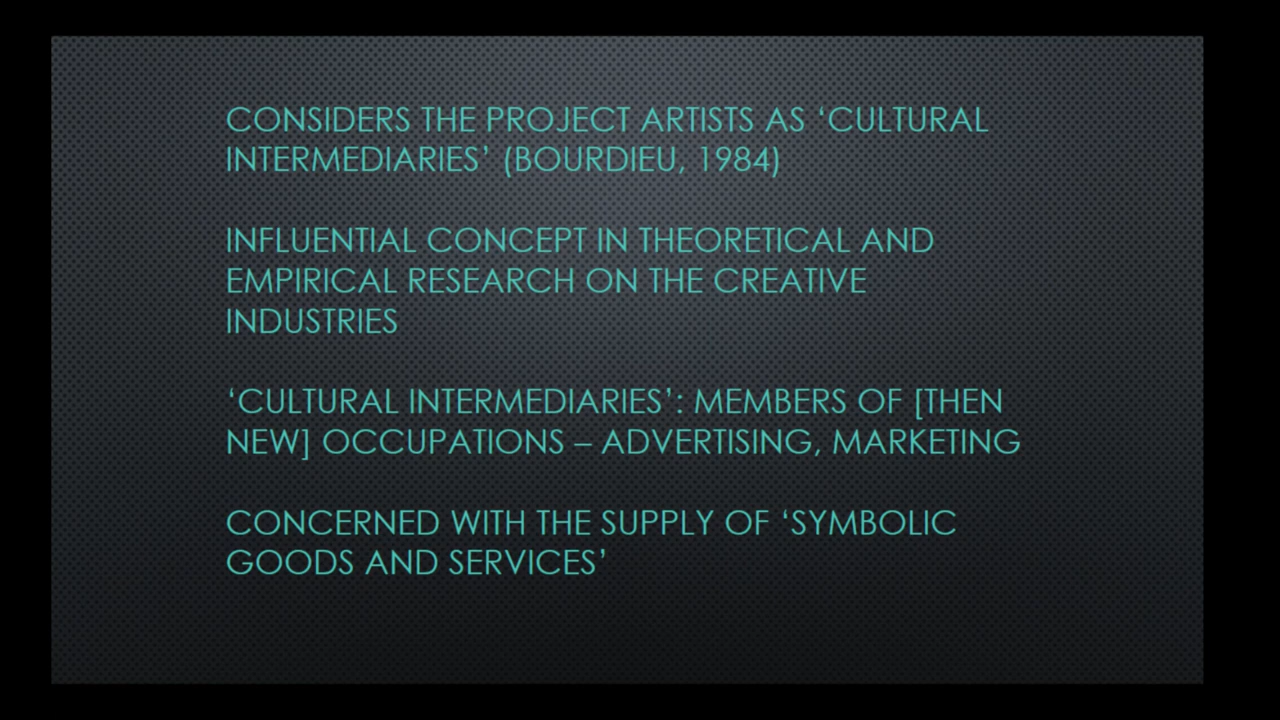 CONSIDERS THE PROJECT ARTISTS AS ‘CULTURAL
INTERMEDIARIES’ (BOURDIEU, 1984)
INFLUENTIAL CONCEPT IN THEORETICAL AND
EMPIRICAL RESEARCH ON THE CREATIVE
INDUSTRIES
‘CULTURAL INTERMEDIARIES’: MEMBERS OF [THEN
NEW] OCCUPATIONS – ADVERTISING, MARKETING
CONCERNED WITH THE SUPPLY OF ‘SYMBOLIC
GOODS AND SERVICES’